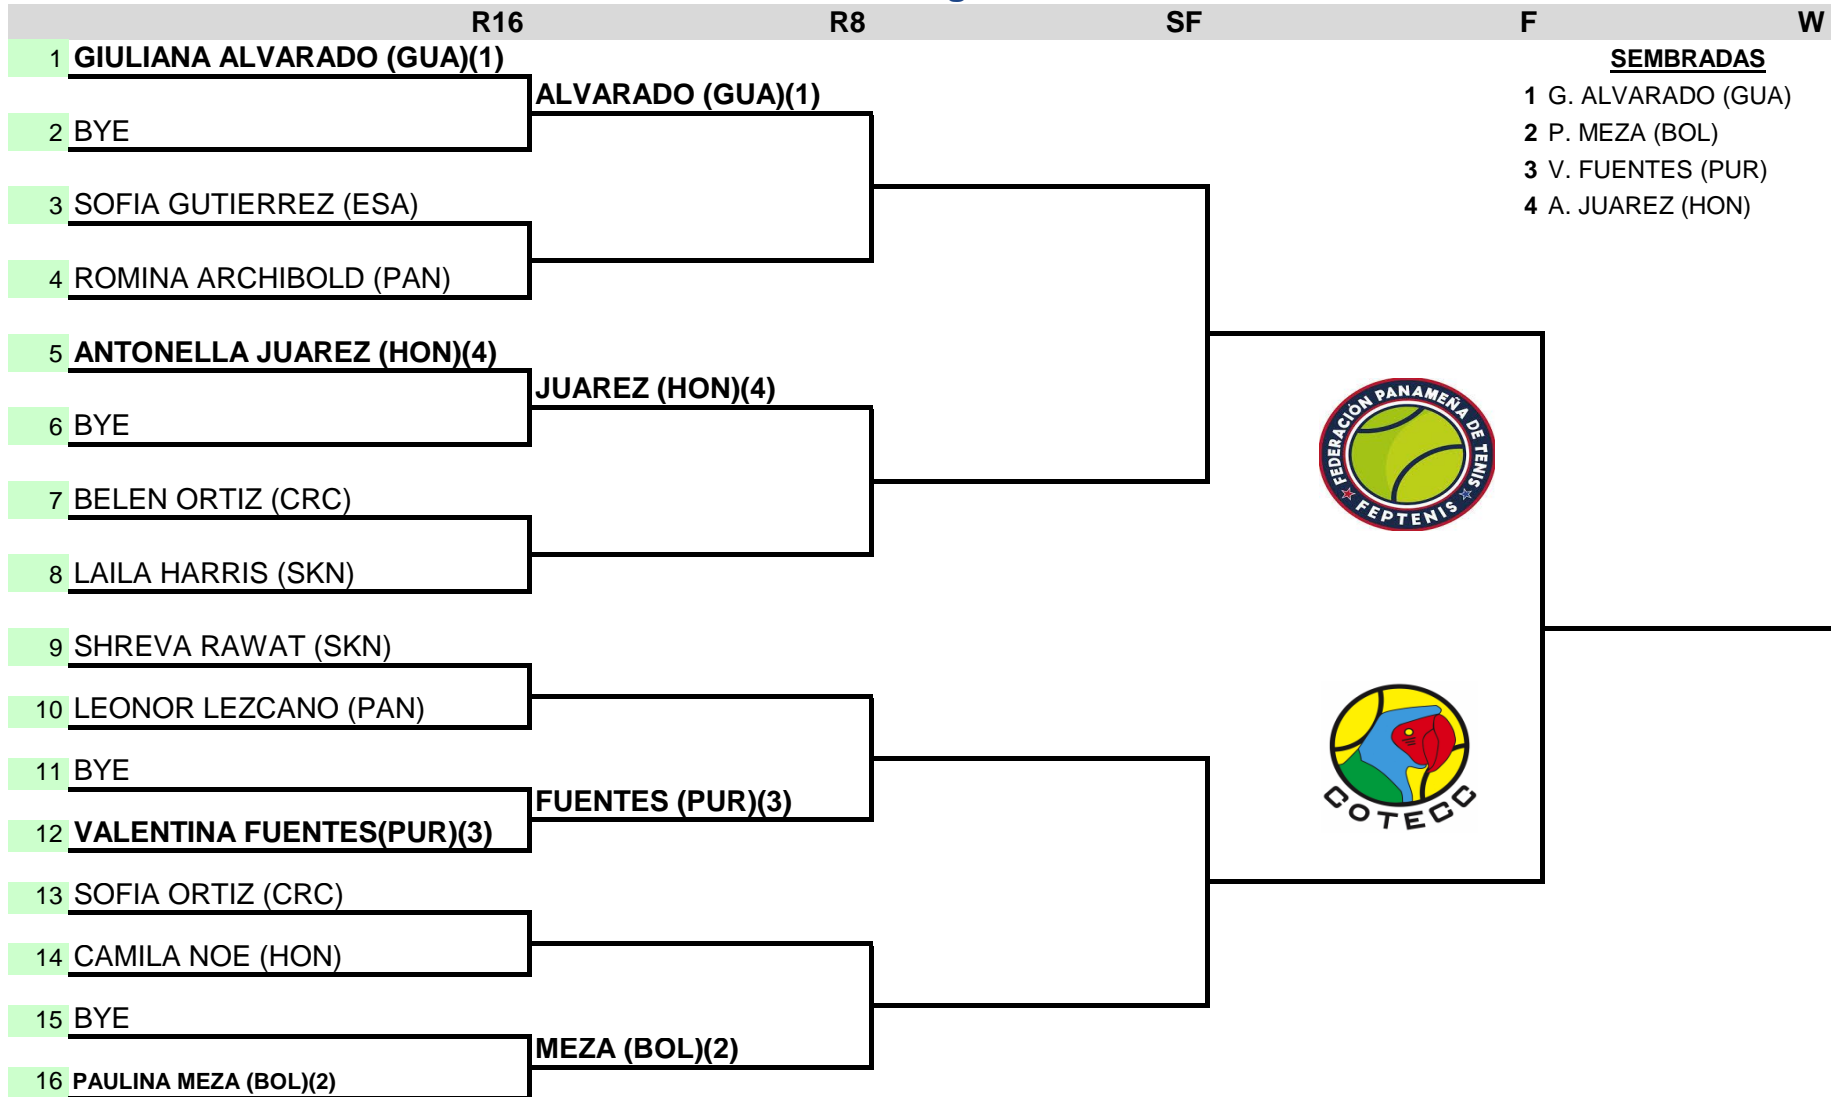 R16 R8 SF F W
1 GIULIANA ALVARADO (GUA)(1)
ALVARADO (GUA)(1)
2 BYE
3 SOFIA GUTIERREZ (ESA)
4 ROMINA ARCHIBOLD (PAN)
5 ANTONELLA JUAREZ (HON)(4)
JUAREZ (HON)(4)
6 BYE
7 BELEN ORTIZ (CRC)
8 LAILA HARRIS (SKN)
9 SHREVA RAWAT (SKN)
10 LEONOR LEZCANO (PAN)
11 BYE
FUENTES (PUR)(3)
12 VALENTINA FUENTES(PUR)(3)
13 SOFIA ORTIZ (CRC)
14 CAMILA NOE (HON)
15 BYE
MEZA (BOL)(2)
16 PAULINA MEZA (BOL)(2)
SEMBRADAS
1 G. ALVARADO (GUA)
2 P. MEZA (BOL)
3 V. FUENTES (PUR)
4 A. JUAREZ (HON)
FEDERACIÓN PANAMEÑA DE TENIS
FEPTENIS
COTECC